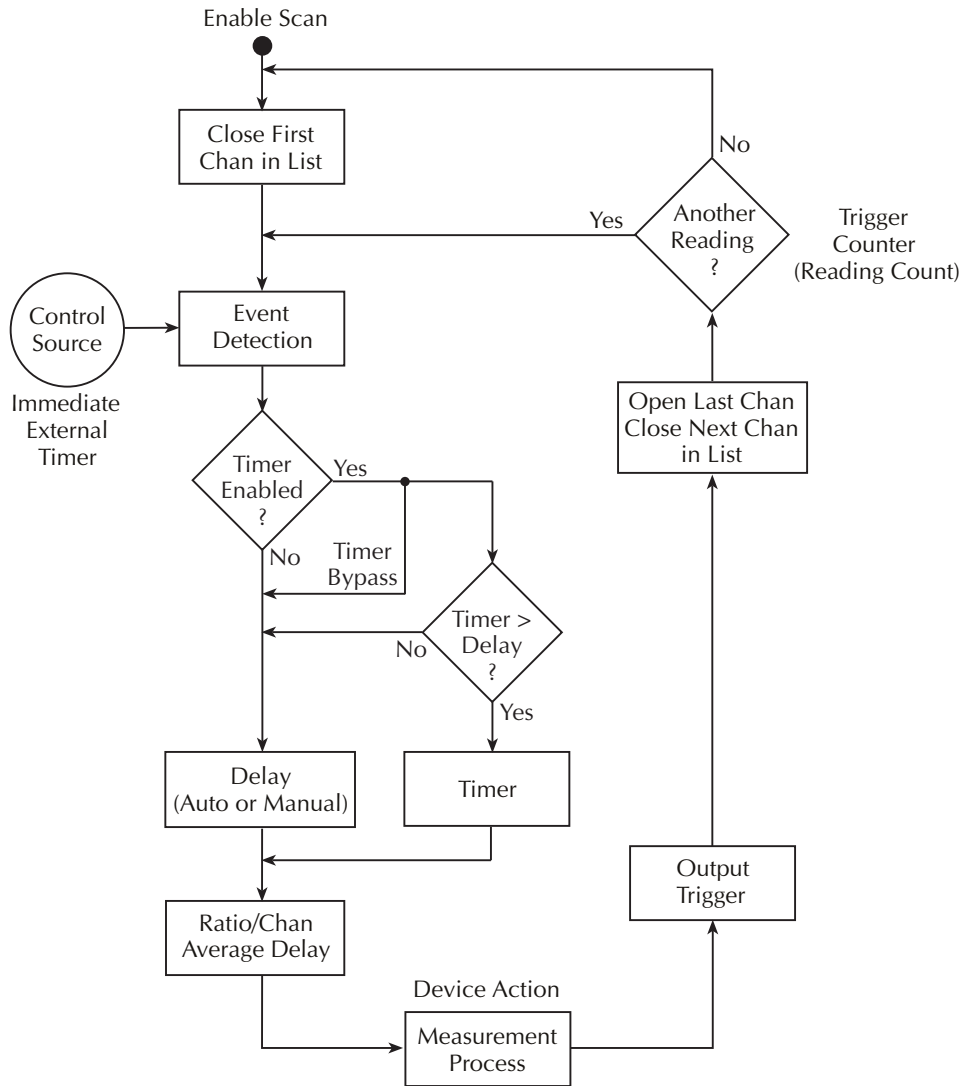 Enable Scan
Close First
Chan in List
No
Yes
Another
Reading
?
Trigger
Counter
(Reading Count)
Control
Source
Event
Detection
Immediate
External
Timer
Open Last Chan
Close Next Chan
in List
Timer
Enabled
?
Yes
No
Timer
Bypass
Timer >
Delay
?
No
Yes
Delay
(Auto or Manual)
Timer
Output
Trigger
Ratio/Chan
Average Delay
Device Action
Measurement
Process